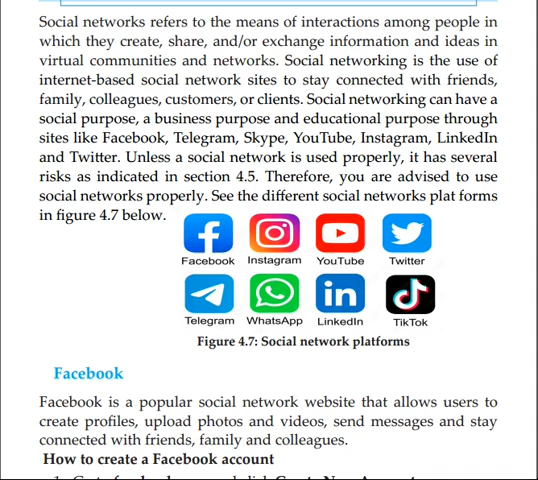 Social networks refers to the means of interactions among people in
which they create, share, and/or exchange information and ideas in
virtual communities and networks. Social networking is the use of
internet-based social network sites to stay connected with friends,
family, colleagues, customers, or clients. Social networking can have a
social purpose, a business purpose and educational purpose through
sites like Facebook, Telegram, Skype, YouTube, Instagram, LinkedIn
and Twitter. Unless a social network is used properly, it has several
risks as indicated in section 4.5. Therefore, you are advised to use
social networks properly. See the different social networks plat forms
in figure 4.7 below.
Facebook Instagram YouTube Twitter
in
Telegram WhatsApp LinkedIn TikTok
Figure 4.7: Social network platforms
Facebook
Facebook is a popular social network website that allows users to
create profiles, upload photos and videos, send messages and stay
connected with friends, family and colleagues.
How to create a Facebook account